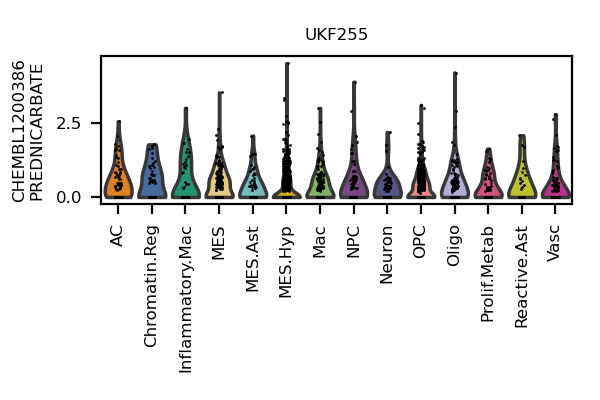 UKF255
CHEMBL1200386
PREDNICARBATE
2.5
0.0
AC
Chromatin.Reg
Inflammatory.Mac
MES
MES.Ast
MES.Hyp
Mac
NPC
Neuron
OPC
Oligo
Prolif.Metab
Reactive.Ast
Vasc